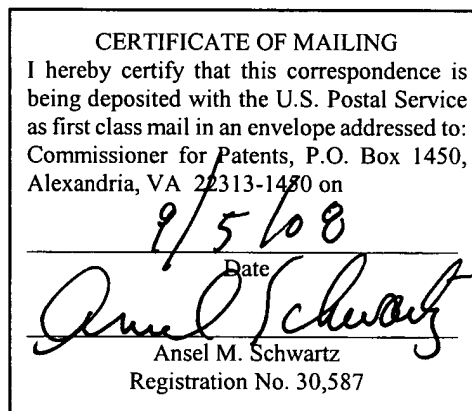 CERTIFICATE OF MAILING
I hereby certify that this correspondence is
being deposited with the U.S. Postal Service
as first class mail in an envelope addressed to:
Commissioner for Patents, P.O. Box 1450,
Alexandria, VA 22313-1450 on
9/5/08
Date
Ansel Schwartz
Ansel M. Schwartz
Registration No. 30,587